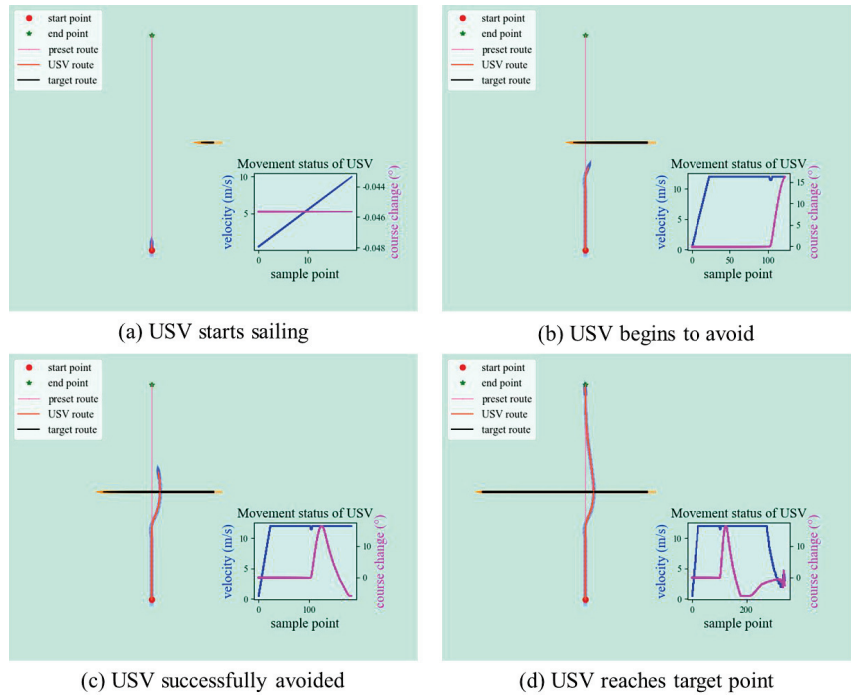 start point
end point
preset route
USV route
target route
Movement status of USV
velocity (m/s)
10
5
course change (°)
-0.044
-0.046
-0.048
0
10
sample point
(a) USV starts sailing
start point
end point
preset route
USV route
target route
Movement status of USV
velocity (m/s)
10
5
0
course change (°)
15
10
5
0
0
50
100
sample point
(b) USV begins to avoid
start point
end point
preset route
USV route
target route
Movement status of USV
velocity (m/s)
10
5
0
course change (°)
10
0
0
100
sample point
(c) USV successfully avoided
start point
end point
preset route
USV route
target route
Movement status of USV
velocity (m/s)
10
5
0
course change (°)
10
0
0
200
sample point
(d) USV reaches target point